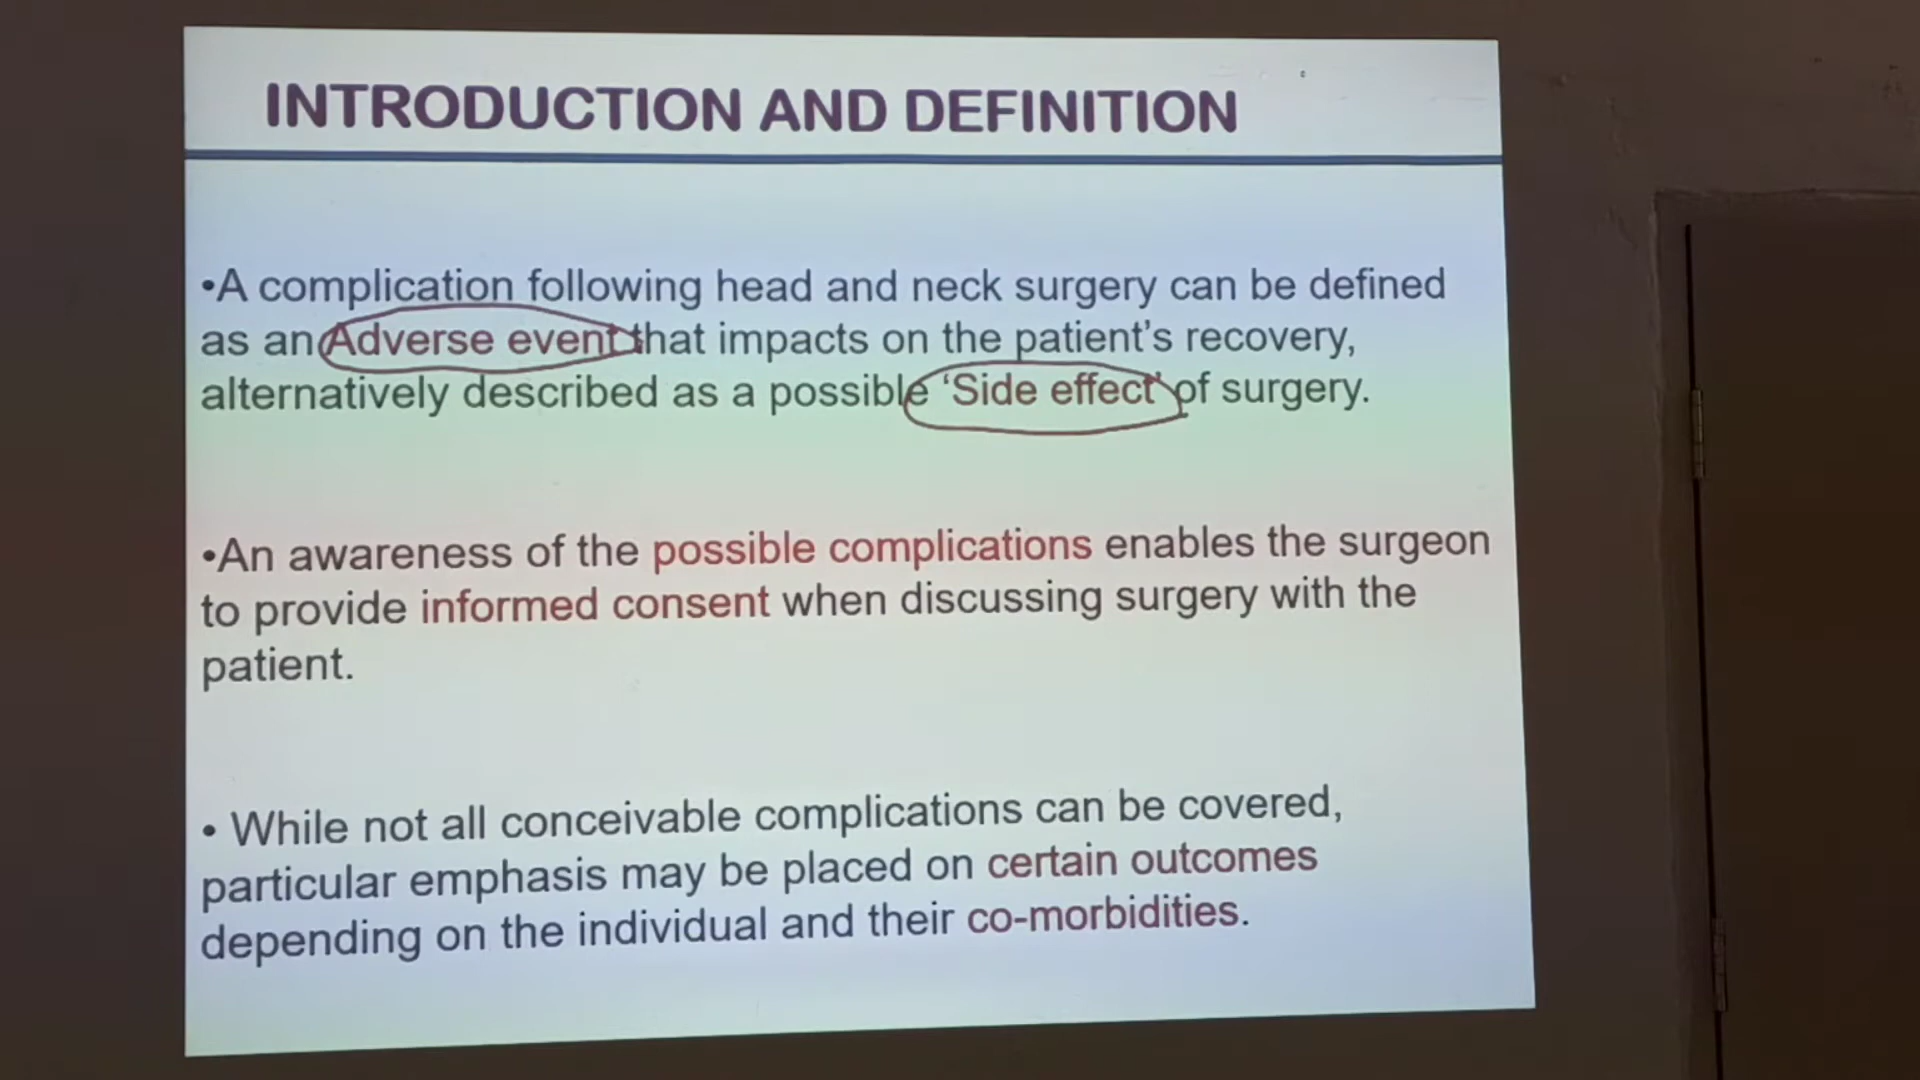 INTRODUCTION AND DEFINITION
•A complication following head and neck surgery can be defined
as an Adverse event that impacts on the patient's recovery,
alternatively described as a possible ‘Side effect’ of surgery.
•An awareness of the possible complications enables the surgeon
to provide informed consent when discussing surgery with the
patient.
• While not all conceivable complications can be covered,
particular emphasis may be placed on certain outcomes
depending on the individual and their co-morbidities.